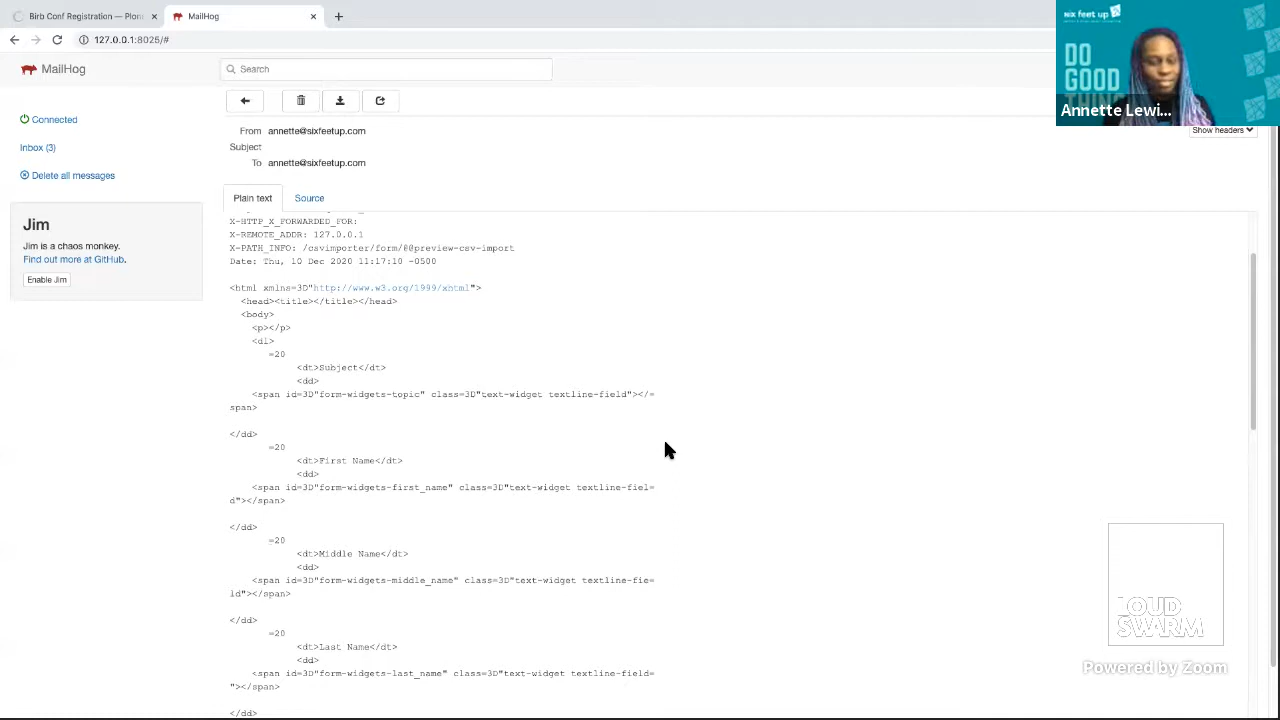 Birb Conf Registration — Plon
MailHog
127.0.0.1:8025/#
MailHog
Search
Connected
Inbox (3)
Delete all messages
Jim
Jim is a chaos monkey.
Find out more at GitHub.
Enable Jim
From annette@sixfeetup.com
Subject
To annette@sixfeetup.com
Show headers
Plain text Source
X-HTTP_X_FORWARDED_FOR:
X-REMOTE_ADDR: 127.0.0.1
X-PATH_INFO: /csvimporter/form/@@preview-csv-import
Date: Thu, 10 Dec 2020 11:17:10 -0500
<html xmlns=3D"http://www.w3.org/1999/xhtml">
<head><title></title></head>
<body>
<p></p>
<dl>
=20
<dt>Subject</dt>
<dd>
<span id=3D"form-widgets-topic" class=3D"text-widget textline-field"></=
span>
</dd>
=20
<dt>First Name</dt>
<dd>
<span id=3D"form-widgets-first_name" class=3D"text-widget textline-fiel=
d"></span>
</dd>
=20
<dt>Middle Name</dt>
<dd>
<span id=3D"form-widgets-middle_name" class=3D"text-widget textline-fie=
ld"></span>
</dd>
=20
<dt>Last Name</dt>
<dd>
<span id=3D"form-widgets-last_name" class=3D"text-widget textline-field=
"></span>
</dd>
six feet up
DO
GOOD
Annette Lewi...
LOUD
SWARM
Powered by Zoom